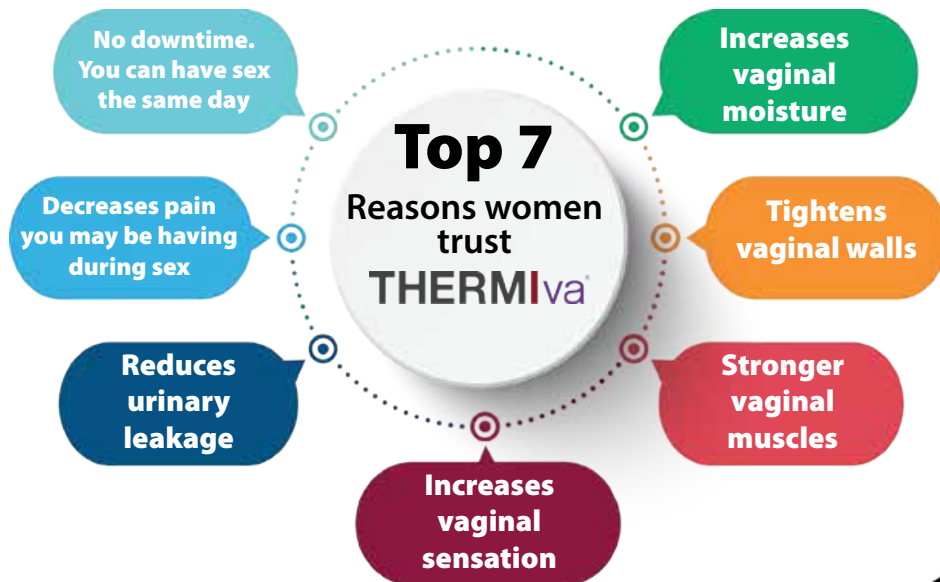 Top 7
Reasons women
trust
THERMIva®
Increases
vaginal
moisture
Tightens
vaginal walls
Stronger
vaginal
muscles
Increases
vaginal
sensation
Reduces
urinary
leakage
Decreases pain
you may be having
during sex
No downtime.
You can have sex
the same day